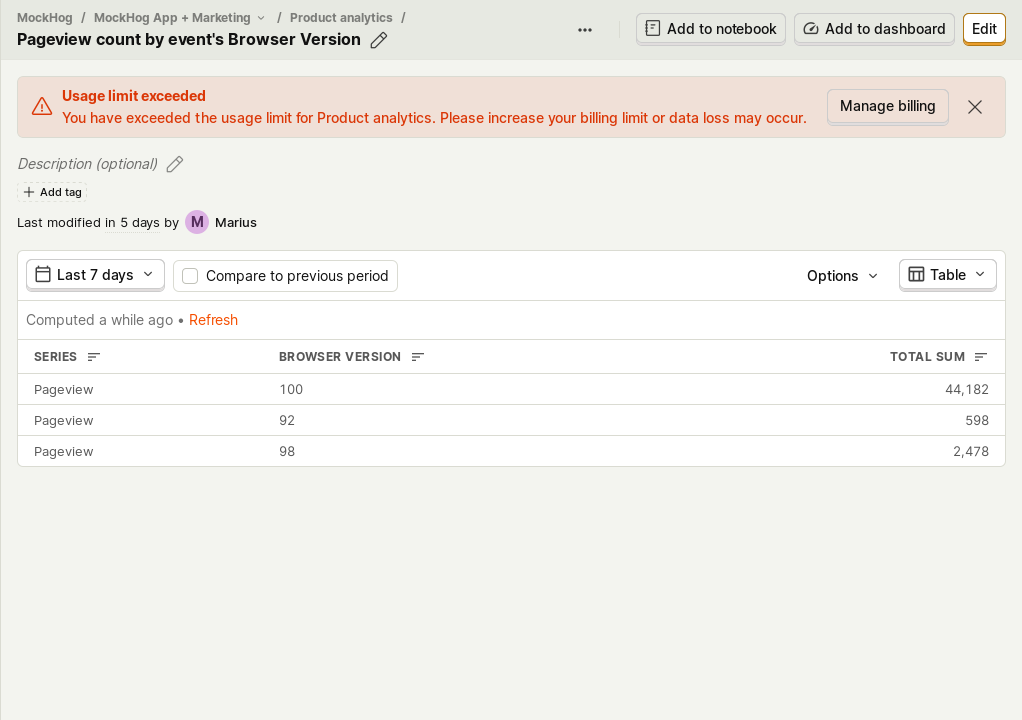 MockHog / MockHog App + Marketing / Product analytics /
Pageview count by event's Browser Version
Add to notebook
Add to dashboard
Edit
Usage limit exceeded
You have exceeded the usage limit for Product analytics. Please increase your billing limit or data loss may occur.
Manage billing
Description (optional)
Add tag
Last modified in 5 days by M Marius
Last 7 days
Compare to previous period
Options
Table
Computed a while ago • Refresh
SERIES BROWSER VERSION TOTAL SUM
Pageview 100 44,182
Pageview 92 598
Pageview 98 2,478